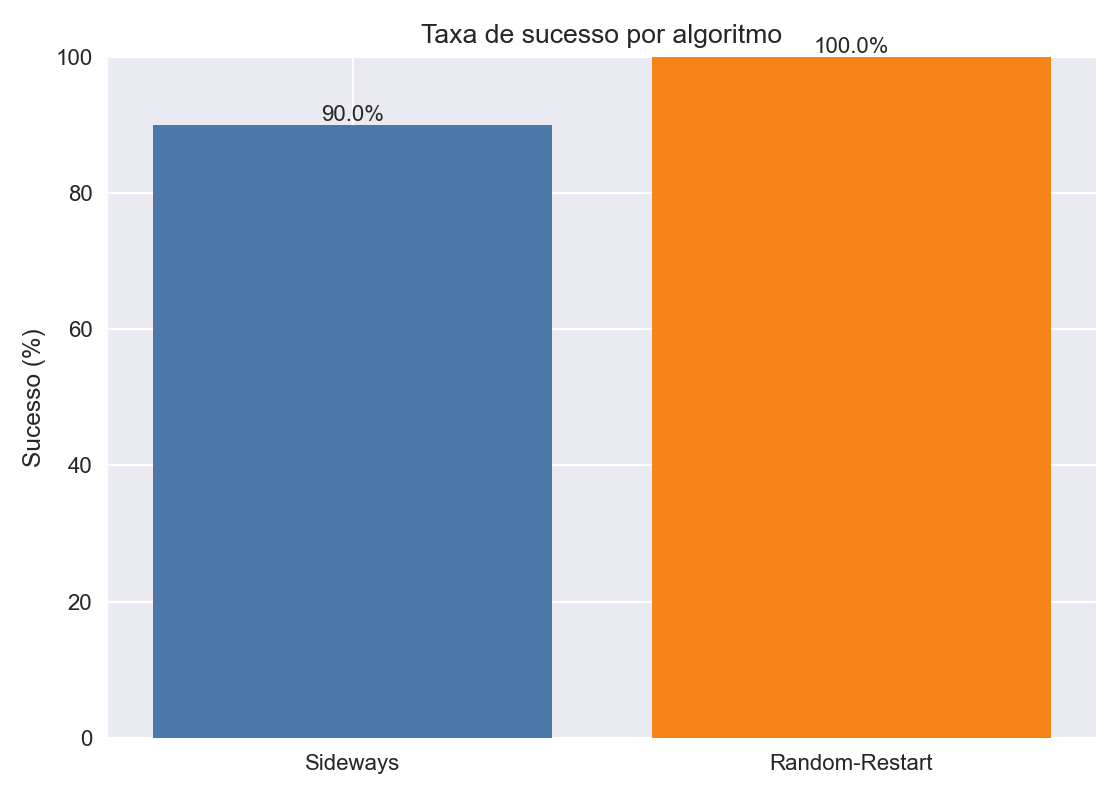 Taxa de sucesso por algoritmo
100.0%
90.0%
100
80
60
40
20
0
Sucesso (%)
Sideways
Random-Restart